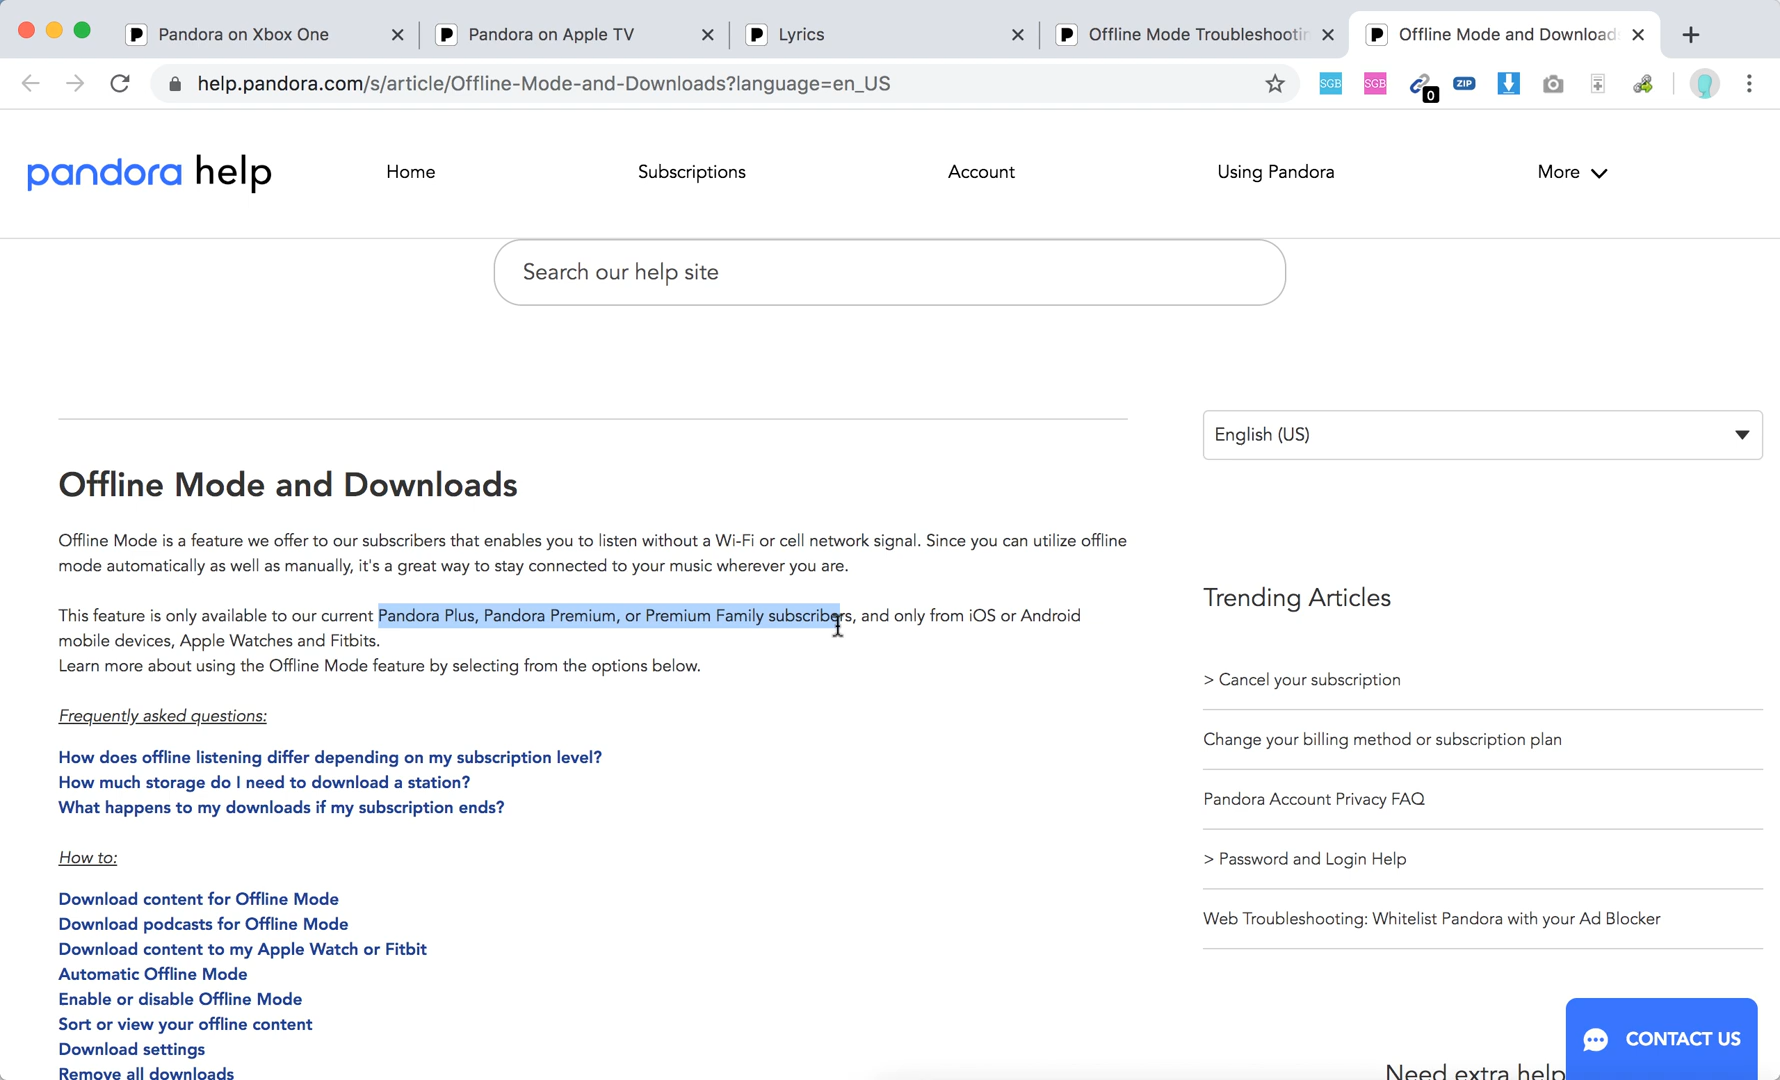 Pandora on Xbox One
Pandora on Apple TV
Lyrics
Offline Mode Troubleshootin
Offline Mode and Download
help.pandora.com/s/article/Offline-Mode-and-Downloads?language=en_US
SGB
SGB
0
ZIP
pandora help
Home
Subscriptions
Account
Using Pandora
More
Search our help site
English (US)
Offline Mode and Downloads
Offline Mode is a feature we offer to our subscribers that enables you to listen without a Wi-Fi or cell network signal. Since you can utilize offline
mode automatically as well as manually, it's a great way to stay connected to your music wherever you are.
This feature is only available to our current Pandora Plus, Pandora Premium, or Premium Family subscribers, and only from iOS or Android
mobile devices, Apple Watches and Fitbits.
Learn more about using the Offline Mode feature by selecting from the options below.
Frequently asked questions:
How does offline listening differ depending on my subscription level?
How much storage do I need to download a station?
What happens to my downloads if my subscription ends?
How to:
Download content for Offline Mode
Download podcasts for Offline Mode
Download content to my Apple Watch or Fitbit
Automatic Offline Mode
Enable or disable Offline Mode
Sort or view your offline content
Download settings
Remove all downloads
Trending Articles
> Cancel your subscription
Change your billing method or subscription plan
Pandora Account Privacy FAQ
> Password and Login Help
Web Troubleshooting: Whitelist Pandora with your Ad Blocker
CONTACT US
Need extra help